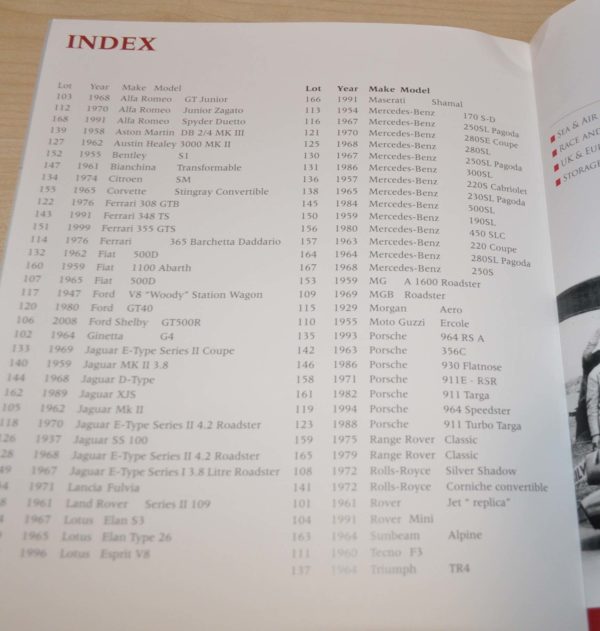 INDEX
Lot Year Make Model
103 1968 Alfa Romeo GT Junior
112 1970 Alfa Romeo Junior Zagato
168 1991 Alfa Romeo Spyder Duetto
139 1958 Aston Martin DB 2/4 MK III
127 1962 Austin Healey 3000 MK II
152 1955 Bentley S1
147 1961 Bianchina Transformable
134 1974 Citroen SM
155 1965 Corvette Stingray Convertible
122 1976 Ferrari 308 GTB
143 1991 Ferrari 348 TS
151 1999 Ferrari 355 GTS
114 1976 Ferrari 365 Barchetta Daddario
132 1962 Fiat 500D
160 1959 Fiat 1100 Abarth
107 1965 Fiat 500D
117 1947 Ford V8 "Woody" Station Wagon
120 1980 Ford GT40
106 2008 Ford Shelby GT500R
102 1964 Ginetta G4
133 1969 Jaguar E-Type Series II Coupe
140 1959 Jaguar MK II 3.8
144 1968 Jaguar D-Type
162 1989 Jaguar XJS
105 1962 Jaguar Mk II
118 1970 Jaguar E-Type Series II 4.2 Roadster
126 1937 Jaguar SS 100
28 1968 Jaguar E-Type Series II 4.2 Roadster
49 1967 Jaguar E-Type Series I 3.8 Litre Roadster
1971 Lancia Fulvia
1961 Land Rover Series II 109
1967 Lotus Elan S3
1965 Lotus Elan Type 26
1996 Lotus Esprit V8
Lot Year Make Model
166 1991 Maserati Shamal
113 1954 Mercedes-Benz 170 S-D
116 1967 Mercedes-Benz 250SL Pagoda
121 1970 Mercedes-Benz 280SE Coupe
125 1968 Mercedes-Benz 280SL
130 1967 Mercedes-Benz 250SL Pagoda
131 1986 Mercedes-Benz 300SL
136 1957 Mercedes-Benz 220S Cabriolet
138 1965 Mercedes-Benz 230SL Pagoda
145 1984 Mercedes-Benz 500SL
150 1959 Mercedes-Benz 190SL
156 1980 Mercedes-Benz 450 SLC
157 1963 Mercedes-Benz 220 Coupe
164 1964 Mercedes-Benz 280SL Pagoda
167 1968 Mercedes-Benz 250S
153 1959 MG A 1600 Roadster
109 1969 MGB Roadster
115 1929 Morgan Aero
110 1955 Moto Guzzi Ercole
135 1993 Porsche 964 RS A
142 1963 Porsche 356C
146 1986 Porsche 930 Flatnose
158 1971 Porsche 911E - RSR
161 1982 Porsche 911 Targa
119 1994 Porsche 964 Speedster
123 1988 Porsche 911 Turbo Targa
159 1975 Range Rover Classic
165 1979 Range Rover Classic
108 1972 Rolls-Royce Silver Shadow
141 1972 Rolls-Royce Corniche convertible
101 1961 Rover Jet " replica"
104 1991 Rover Mini
163 1964 Sunbeam Alpine
111 1960 Tecno F3
137 1964 Triumph TR4
SEA & AIR
RACE AND
UK & EU
STORAGE